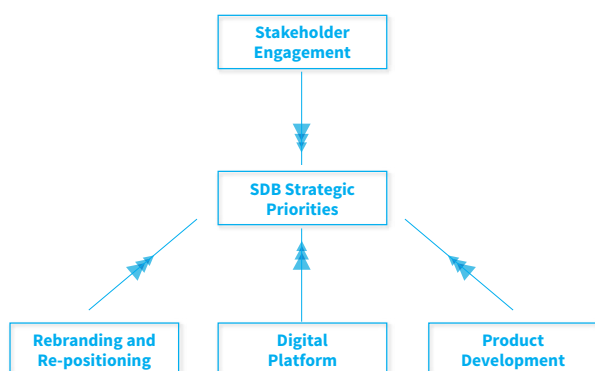 Stakeholder
Engagement
SDB Strategic
Priorities
Rebranding and
Re-positioning
Digital
Platform
Product
Development